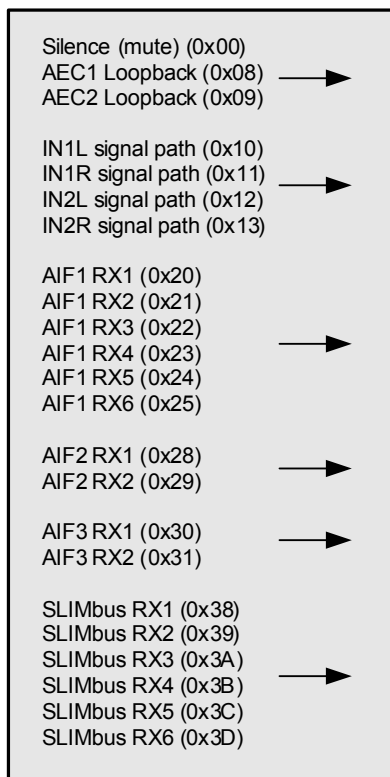 Silence (mute) (0x00)
AEC1 Loopback (0x08)
AEC2 Loopback (0x09)
IN1L signal path (0x10)
IN1R signal path (0x11)
IN2L signal path (0x12)
IN2R signal path (0x13)
AIF1 RX1 (0x20)
AIF1 RX2 (0x21)
AIF1 RX3 (0x22)
AIF1 RX4 (0x23)
AIF1 RX5 (0x24)
AIF1 RX6 (0x25)
AIF2 RX1 (0x28)
AIF2 RX2 (0x29)
AIF3 RX1 (0x30)
AIF3 RX2 (0x31)
SLIMbus RX1 (0x38)
SLIMbus RX2 (0x39)
SLIMbus RX3 (0x3A)
SLIMbus RX4 (0x3B)
SLIMbus RX5 (0x3C)
SLIMbus RX6 (0x3D)